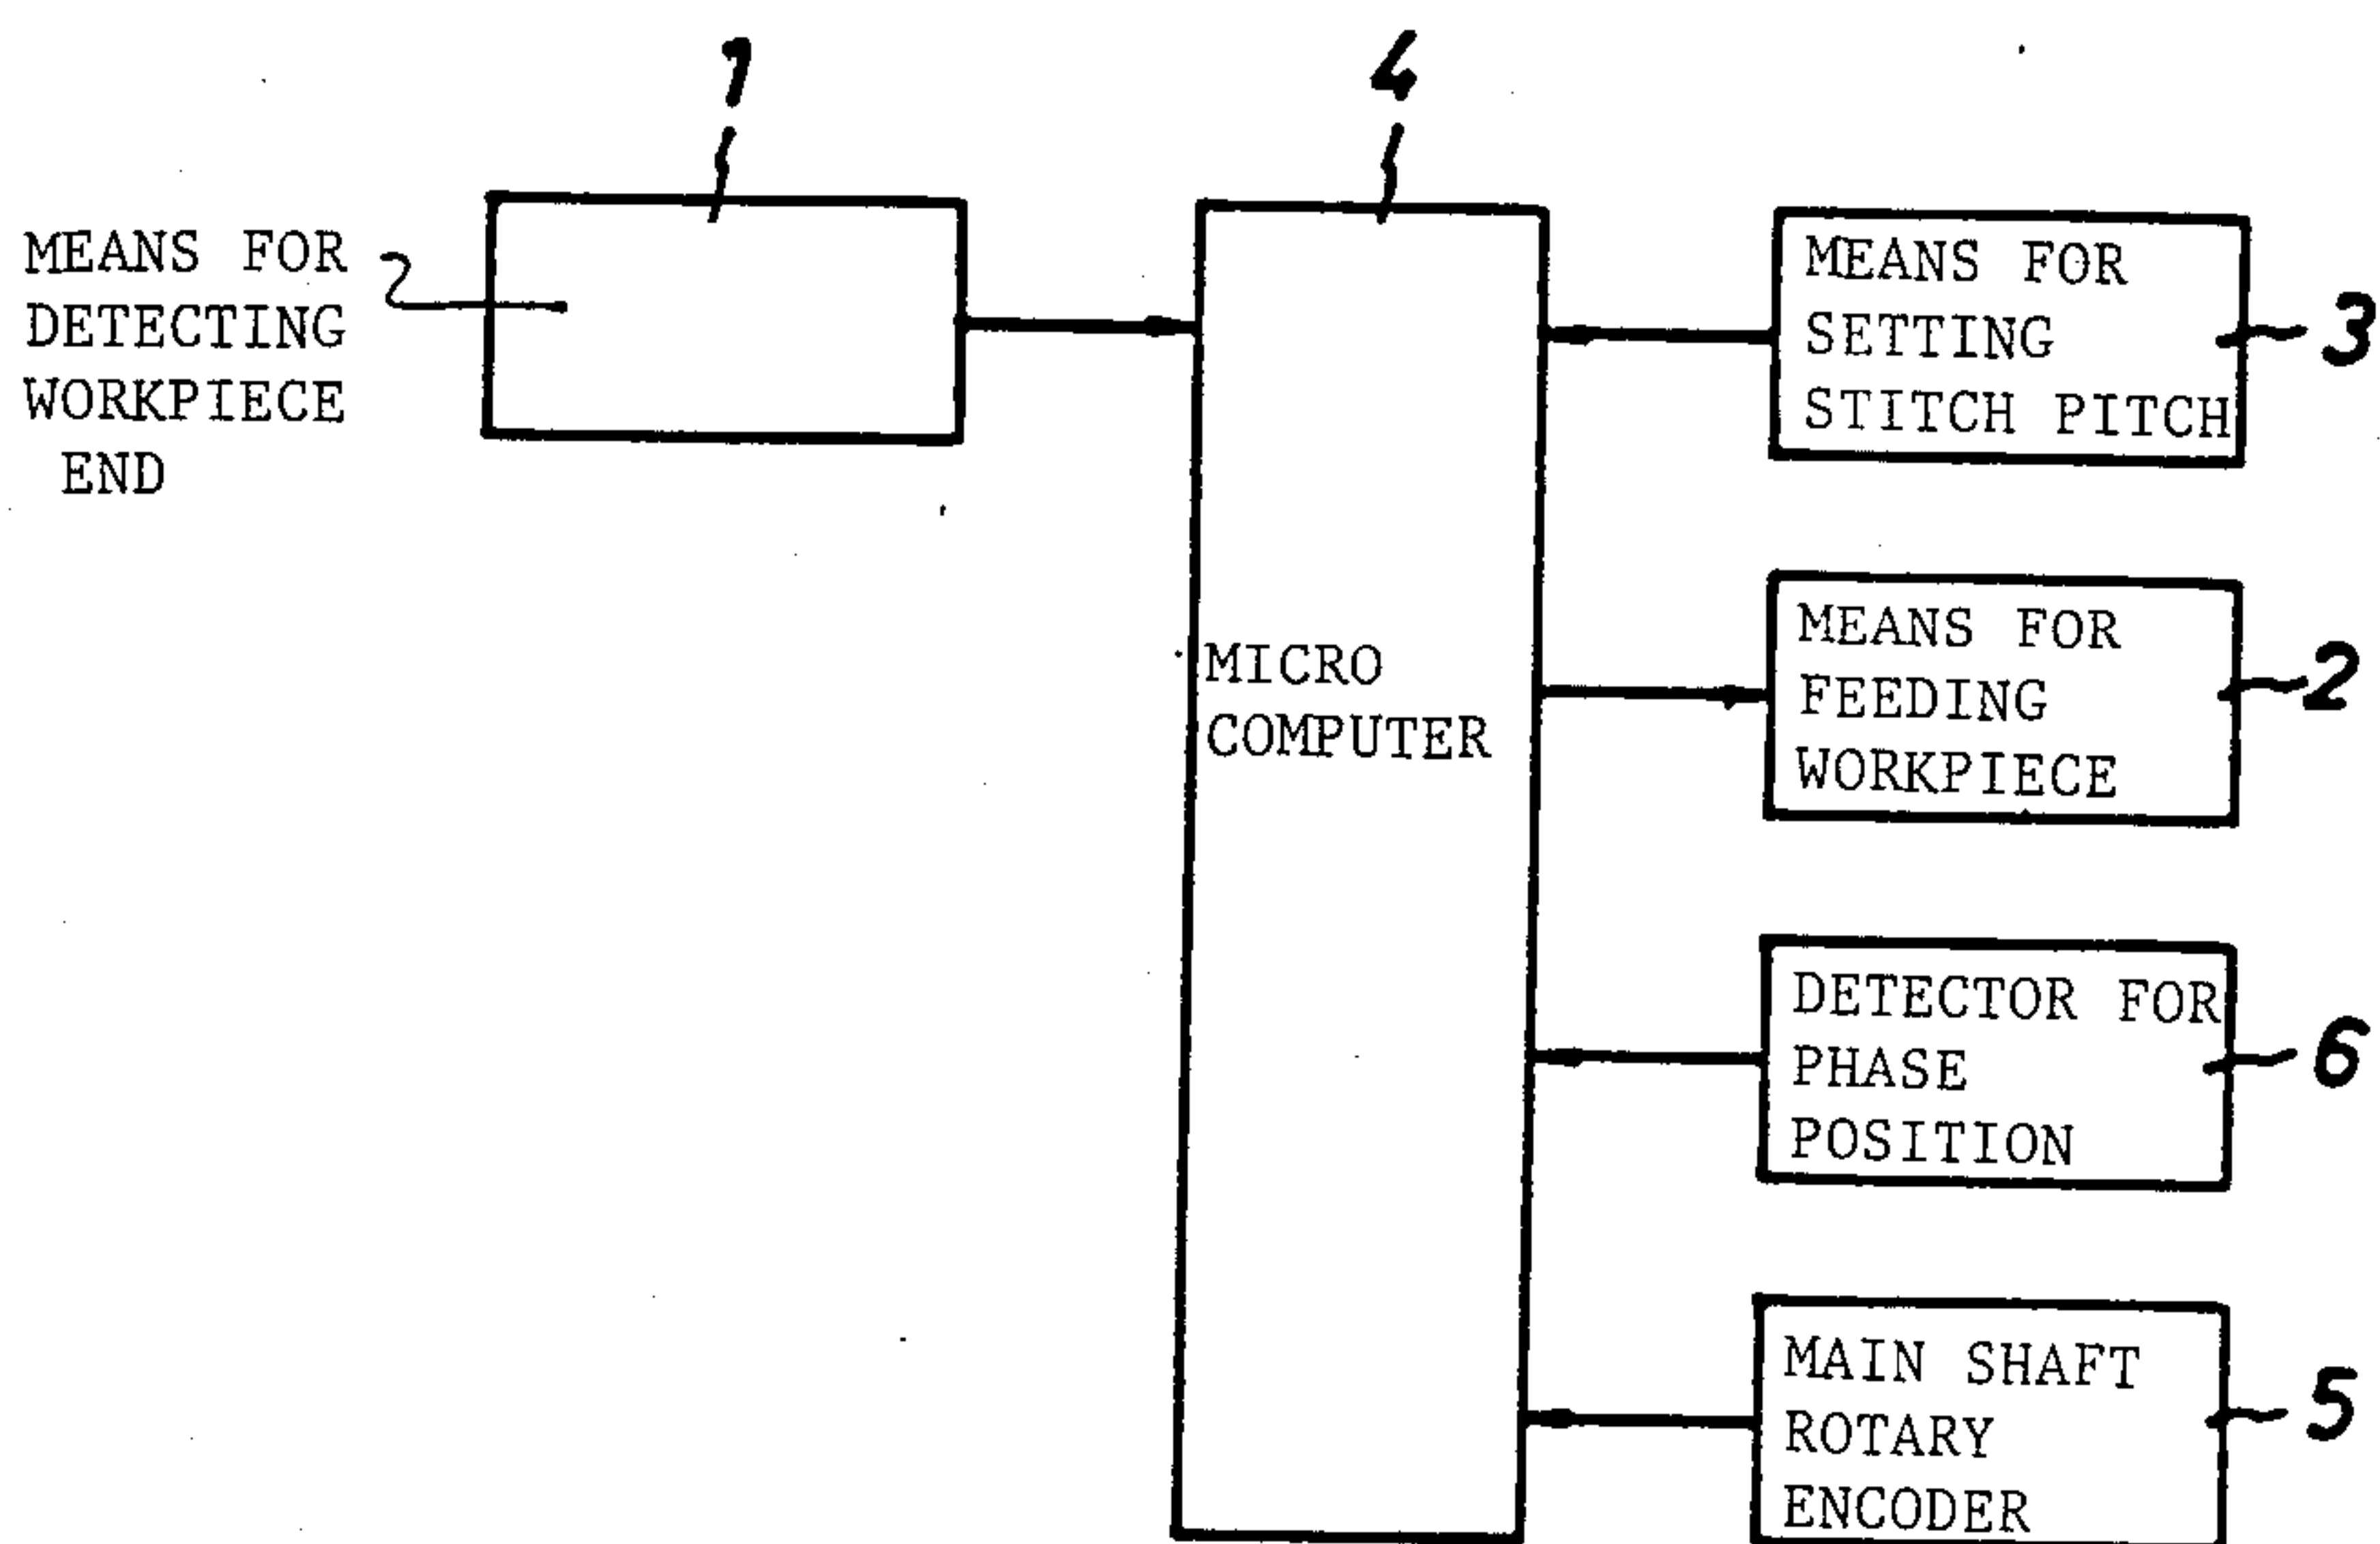 1
4
MEANS FOR
DETECTING
WORKPIECE
END
MEANS FOR
SETTING
STITCH PITCH
3
MICRO
COMPUTER
MEANS FOR
FEEDING
WORKPIECE
2
DETECTOR FOR
PHASE
POSITION
6
MAIN SHAFT
ROTARY
ENCODER
5